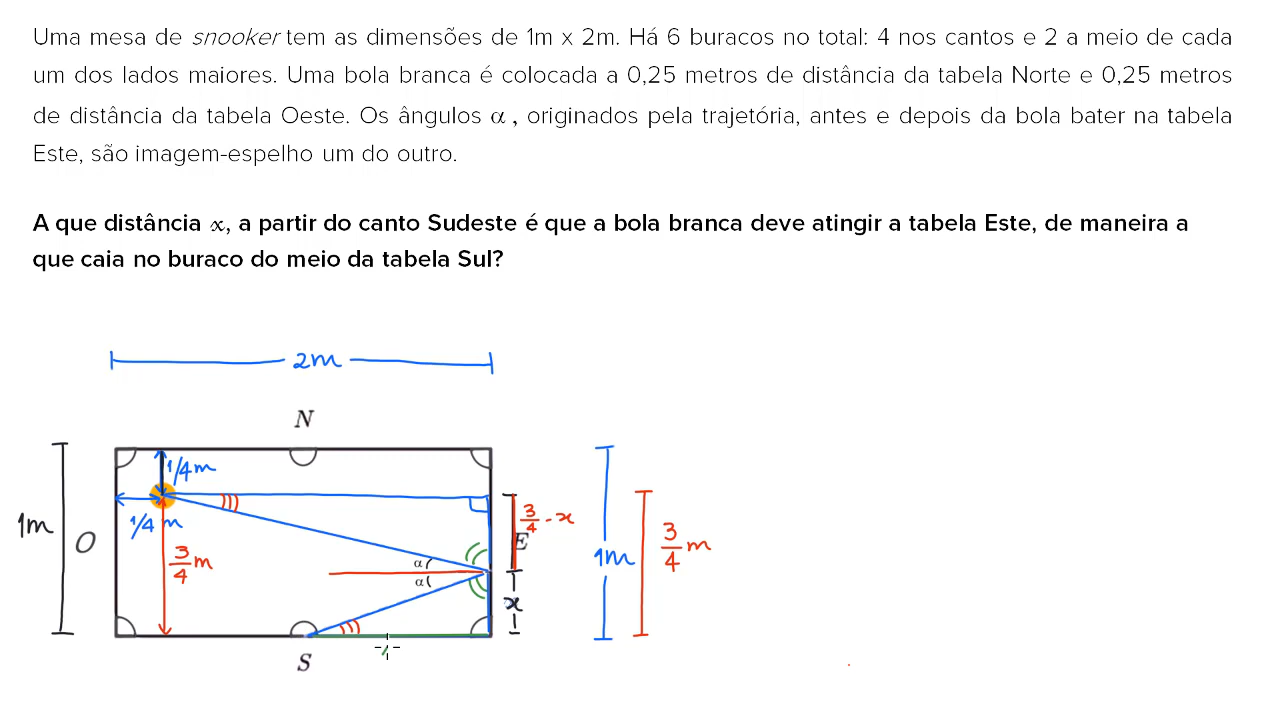 Uma mesa de snooker tem as dimensões de 1m x 2m. Há 6 buracos no total: 4 nos cantos e 2 a meio de cada
um dos lados maiores. Uma bola branca é colocada a 0,25 metros de distância da tabela Norte e 0,25 metros
de distância da tabela Oeste. Os ângulos α, originados pela trajetória, antes e depois da bola bater na tabela
Este, são imagem-espelho um do outro.
A que distância x, a partir do canto Sudeste é que a bola branca deve atingir a tabela Este, de maneira a
que caia no buraco do meio da tabela Sul?
2m
N
1/4 m
1/4 m
3/4 - x
1m
O
E
3/4 m
3/4 m
1m
α
α
x
S